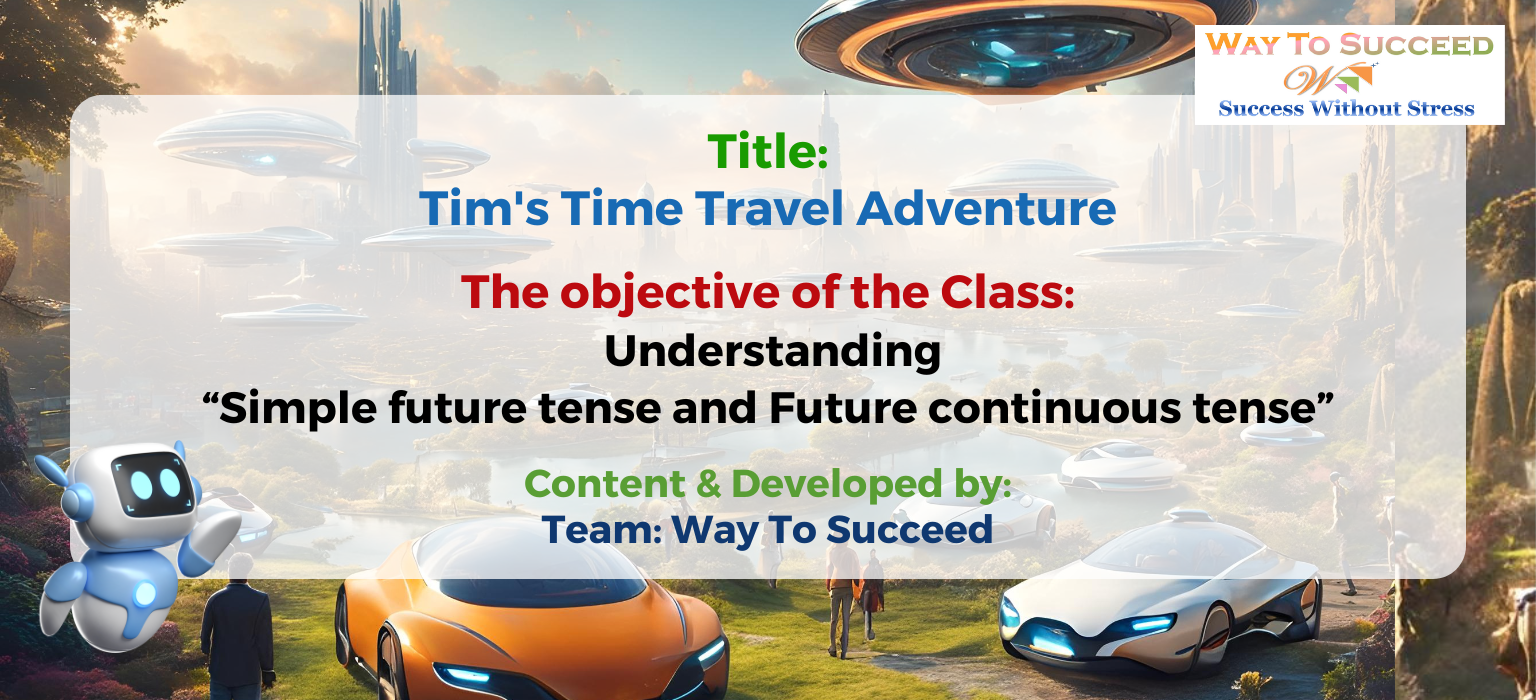 WAY TO SUCCEED
W
Success Without Stress
Title:
Tim's Time Travel Adventure
The objective of the Class:
Understanding
“Simple future tense and Future continuous tense”
Content & Developed by:
Team: Way To Succeed